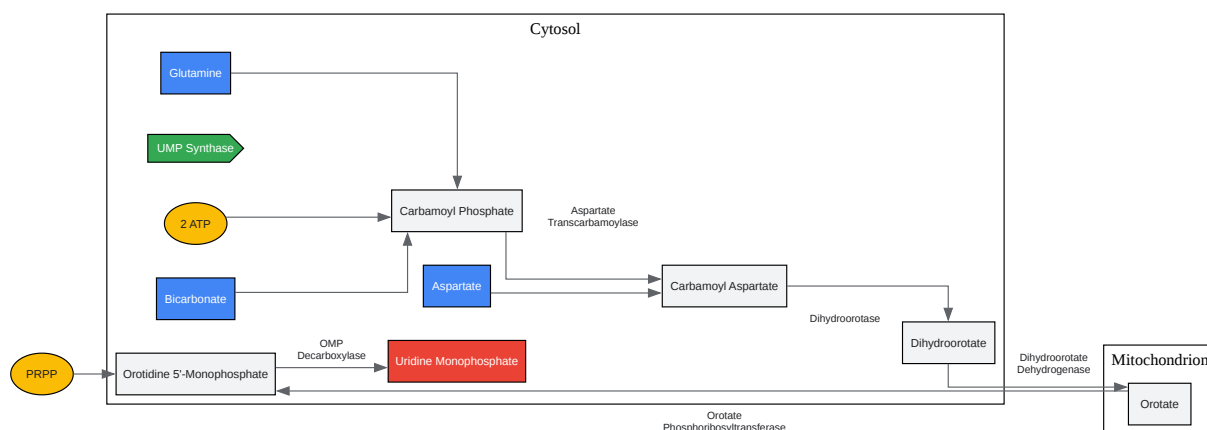 Cytosol
Glutamine
UMP Synthase
2 ATP
Carbamoyl Phosphate
Aspartate
Transcarbamoylase
Bicarbonate
Aspartate
Carbamoyl Aspartate
Dihydroorotase
Dihydroorotate
OMP
Decarboxylase
PRPP
Orotidine 5'-Monophosphate
Uridine Monophosphate
Dihydroorotate
Dehydrogenase
Mitochondrion
Orotate
Orotate
Phosphoribosyltransferase